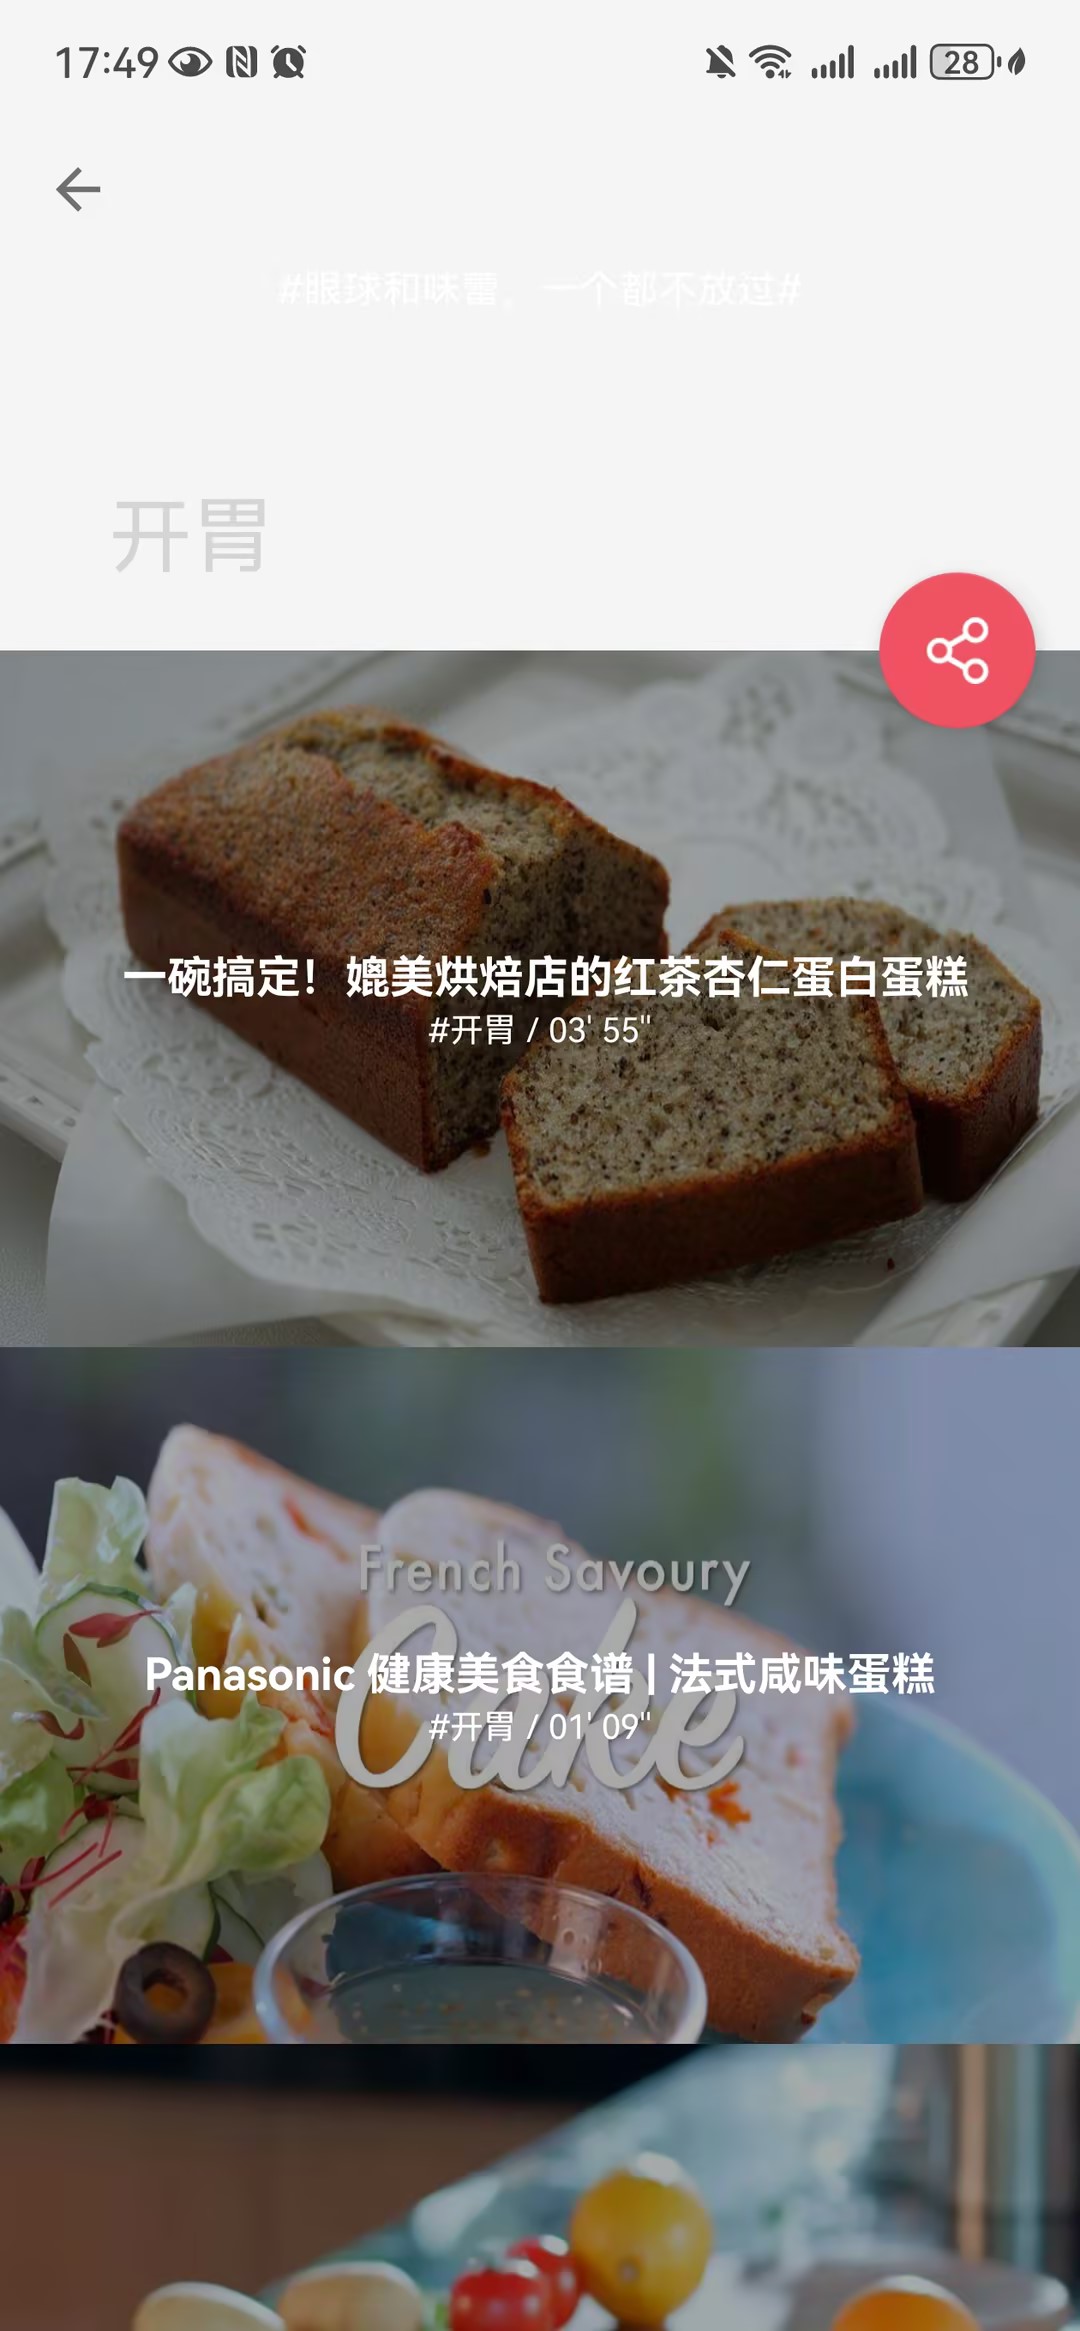 17:49
28
#眼球和味蕾，一个都不放过#
开胃
一碗搞定！媲美烘焙店的红茶杏仁蛋白蛋糕
#开胃 / 03' 55"
French Savoury
Cake
Panasonic 健康美食食谱 | 法式咸味蛋糕
#开胃 / 01' 09"